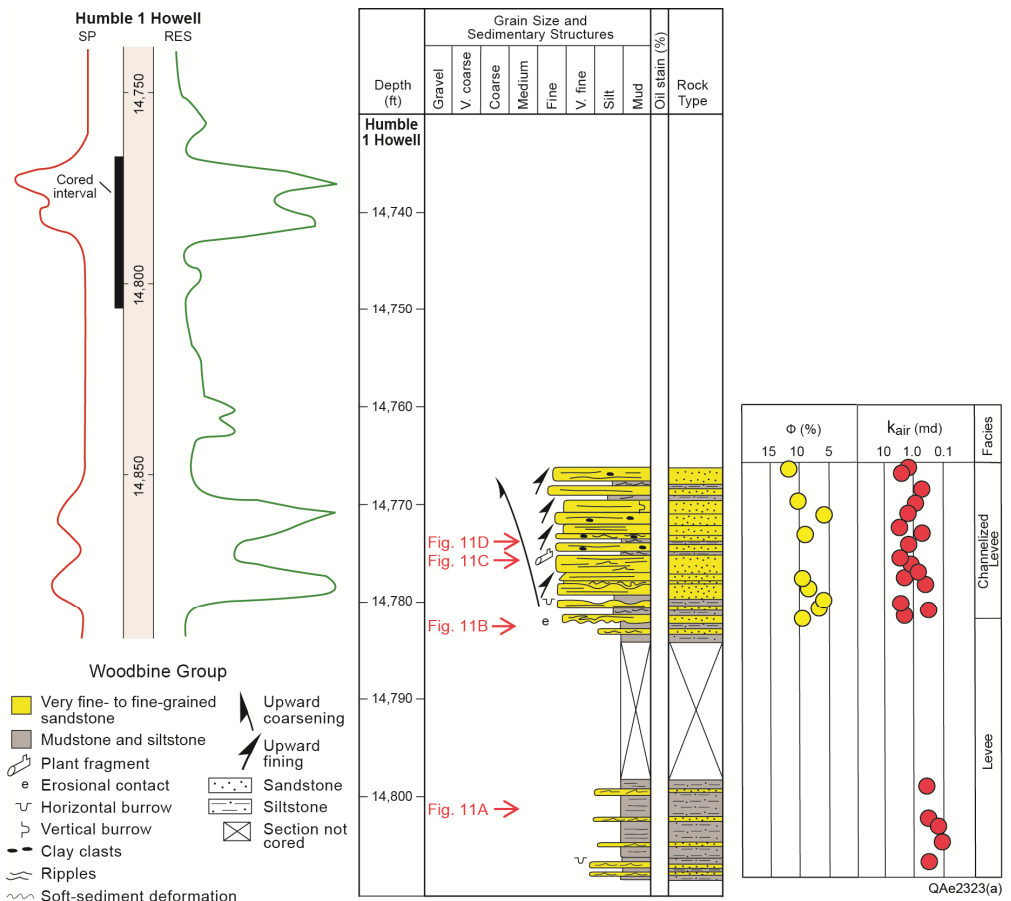 Humble 1 Howell
SP
RES
14,750
Cored
interval
14,800
14,850
Grain Size and
Sedimentary Structures
Depth
(ft)
Gravel
V. coarse
Coarse
Medium
Fine
V. fine
Silt
Mud
Oil stain (%)
Rock
Type
Humble
1 Howell
14,740
14,750
14,760
14,770
Fig. 11D
Fig. 11C
14,780
e
Fig. 11B
14,790
14,800
Fig. 11A
Φ (%)
15 10 5
kair (md)
10 1.0 0.1
Facies
Channelized
Levee
Levee
Woodbine Group
Very fine- to fine-grained
sandstone
Mudstone and siltstone
Plant fragment
e Erosional contact
Horizontal burrow
Vertical burrow
Clay clasts
Ripples
Soft-sediment deformation
Upward
coarsening
Upward
fining
Sandstone
Siltstone
Section not
cored
QAe2323(a)